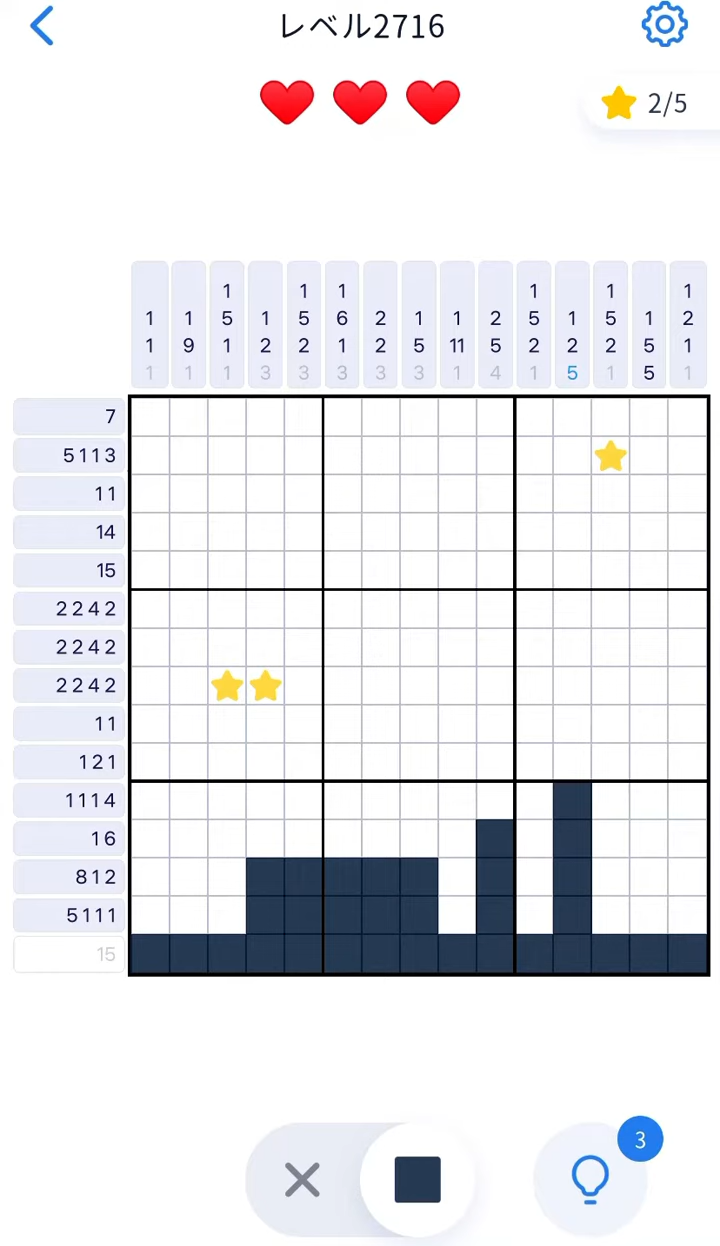 レベル2716
2/5
1 1 1 1 1
5 1 5 6 2 1 1 2 5 1 5 1 2
1 1 9 1 2 2 1 2 5 11 5 2 2 2 5 1
1 1 1 3 3 3 3 3 1 4 1 5 1 5 1
7
5 1 1 3
11
14
15
2 2 4 2
2 2 4 2
2 2 4 2
11
1 2 1
1 1 1 4
1 6
8 1 2
5 1 1 1
15
3